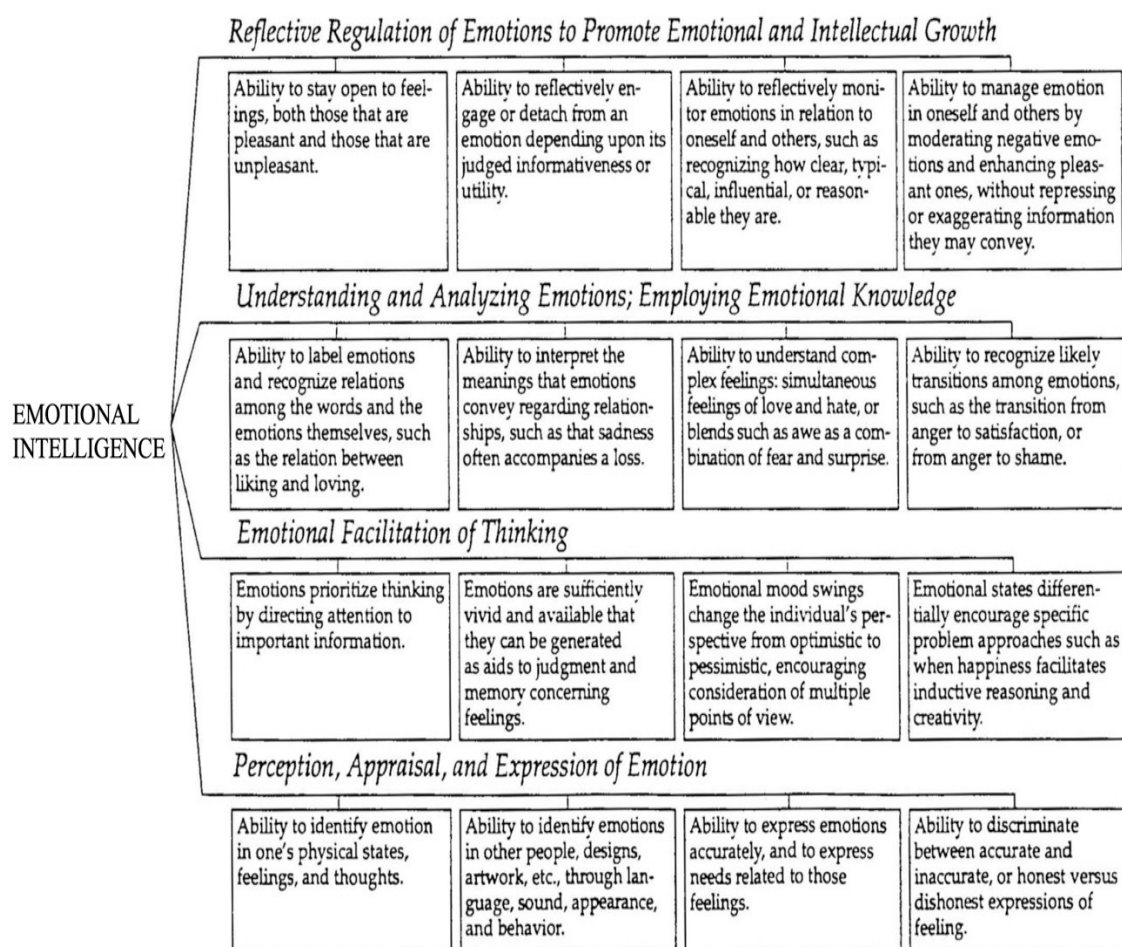 Reflective Regulation of Emotions to Promote Emotional and Intellectual Growth
Ability to stay open to feel-
ings, both those that are
pleasant and those that are
unpleasant.
Ability to reflectively en-
gage or detach from an
emotion depending upon its
judged informativeness or
utility.
Ability to reflectively moni-
tor emotions in relation to
oneself and others, such as
recognizing how clear, typi-
cal, influential, or reason-
able they are.
Ability to manage emotion
in oneself and others by
moderating negative emo-
tions and enhancing pleas-
ant ones, without repressing
or exaggerating information
they may convey.
Understanding and Analyzing Emotions; Employing Emotional Knowledge
Ability to label emotions
and recognize relations
among the words and the
emotions themselves, such
as the relation between
liking and loving.
Ability to interpret the
meanings that emotions
convey regarding relation-
ships, such as that sadness
often accompanies a loss.
Ability to understand com-
plex feelings: simultaneous
feelings of love and hate, or
blends such as awe as a com-
bination of fear and surprise.
Ability to recognize likely
transitions among emotions,
such as the transition from
anger to satisfaction, or
from anger to shame.
EMOTIONAL
INTELLIGENCE
Emotional Facilitation of Thinking
Emotions prioritize thinking
by directing attention to
important information.
Emotions are sufficiently
vivid and available that
they can be generated
as aids to judgment and
memory concerning
feelings.
Emotional mood swings
change the individual's per-
spective from optimistic to
pessimistic, encouraging
consideration of multiple
points of view.
Emotional states differen-
tially encourage specific
problem approaches such as
when happiness facilitates
inductive reasoning and
creativity.
Perception, Appraisal, and Expression of Emotion
Ability to identify emotion
in one's physical states,
feelings, and thoughts.
Ability to identify emotions
in other people, designs,
artwork, etc., through lan-
guage, sound, appearance,
and behavior.
Ability to express emotions
accurately, and to express
needs related to those
feelings.
Ability to discriminate
between accurate and
inaccurate, or honest versus
dishonest expressions of
feeling.